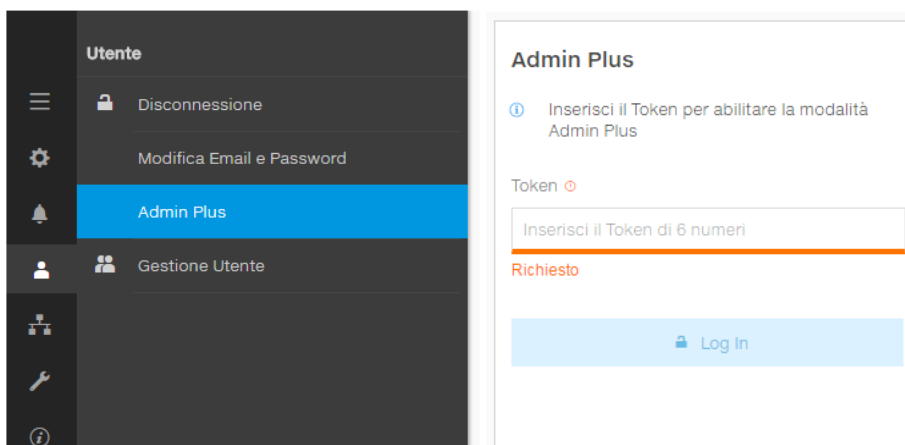 Utente
Disconnessione
Modifica Email e Password
Admin Plus
Gestione Utente
Admin Plus
Inserisci il Token per abilitare la modalità
Admin Plus
Token
Inserisci il Token di 6 numeri
Richiesto
Log In